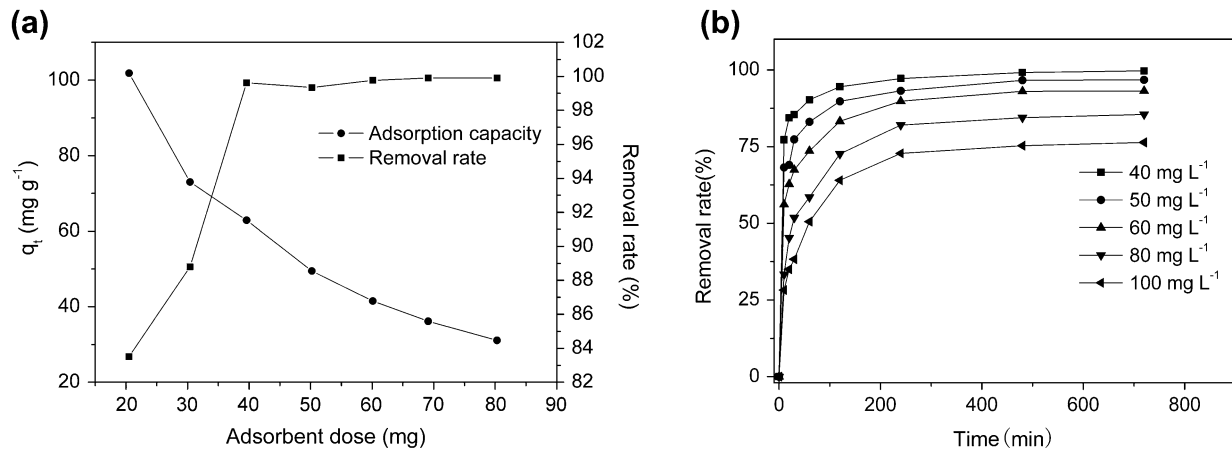 (a)
q_t (mg g⁻¹)
100
80
60
40
20
102
100
98
96
94
92
90
88
86
84
82
Removal rate (%)
Adsorption capacity
Removal rate
20 30 40 50 60 70 80 90
Adsorbent dose (mg)
(b)
Removal rate(%)
100
75
50
25
0
40 mg L⁻¹
50 mg L⁻¹
60 mg L⁻¹
80 mg L⁻¹
100 mg L⁻¹
0 200 400 600 800
Time(min)